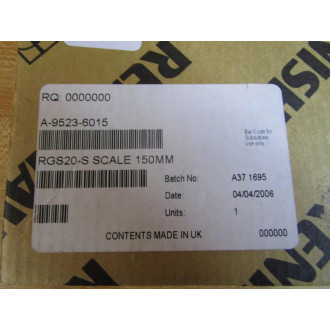 RENISHAW
RQ: 0000000
A-9523-6015
Bar Code for
Subsidiary
use only.
RGS20-S SCALE 150MM
Batch No: A37 1695
Date: 04/04/2006
Units: 1
CONTENTS MADE IN UK 000000